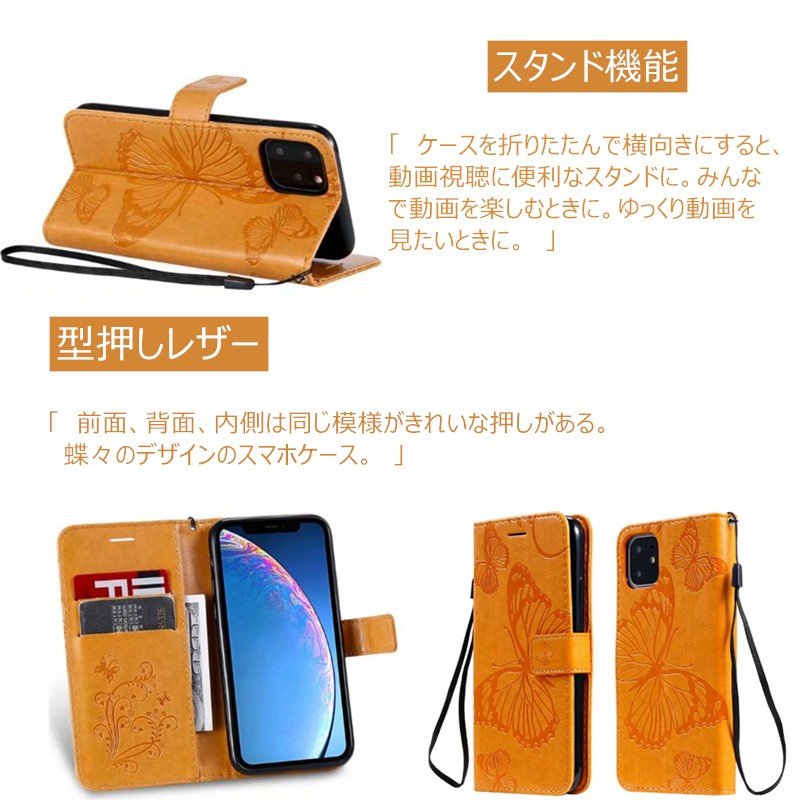 スタンド機能
「　ケースを折りたたんで横向きにすると、
動画視聴に便利なスタンドに。みんな
で動画を楽しむときに。ゆっくり動画を
見たいときに。　」
型押しレザー
「　前面、背面、内側は同じ模様がきれいな押しがある。
蝶々のデザインのスマホケース。　」